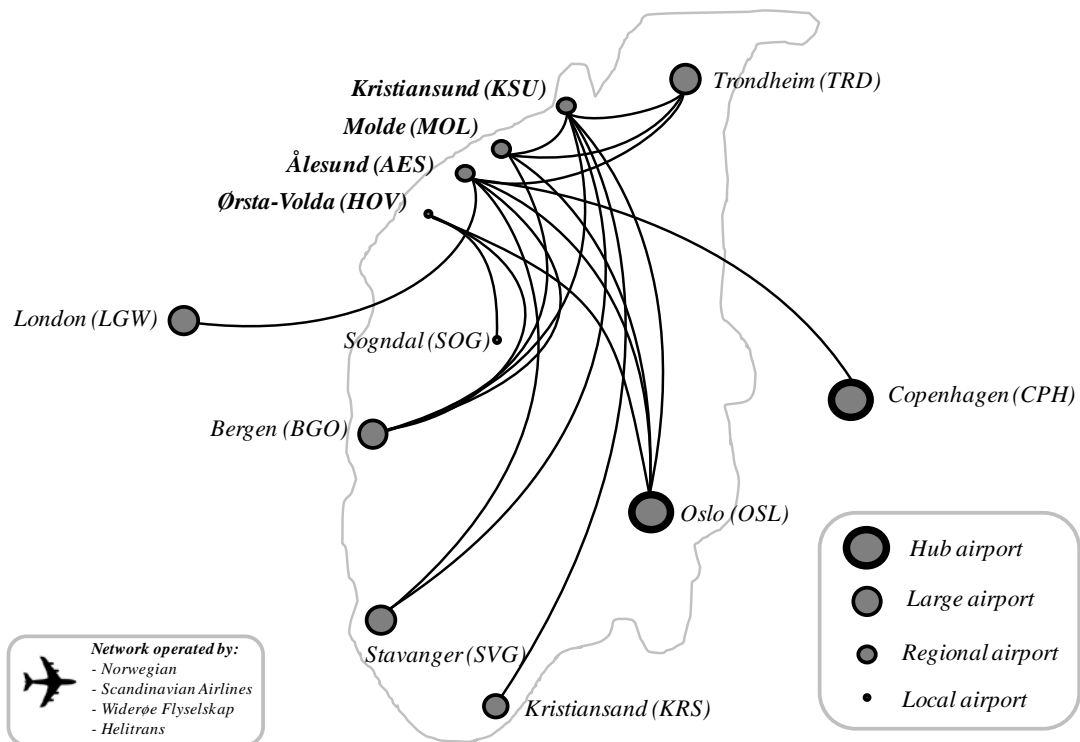 Trondheim (TRD)
Kristiansund (KSU)
Molde (MOL)
Ålesund (AES)
Ørsta-Volda (HOV)
London (LGW)
Sogndal (SOG)
Copenhagen (CPH)
Bergen (BGO)
Oslo (OSL)
Stavanger (SVG)
Kristiansand (KRS)
Hub airport
Large airport
Regional airport
Local airport
Network operated by:
- Norwegian
- Scandinavian Airlines
- Widerøe Flyselskap
- Helitrans